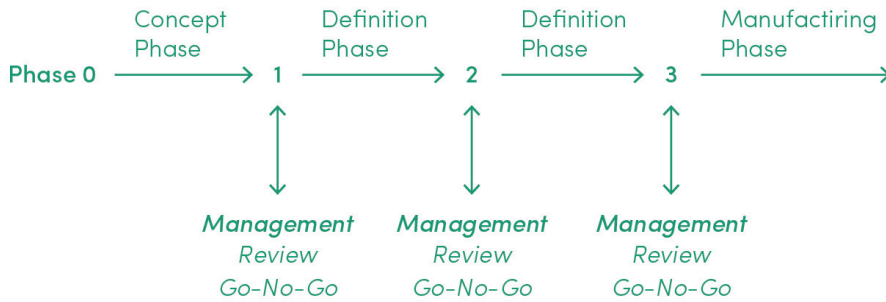 Concept
Phase
Definition
Phase
Definition
Phase
Manufactiring
Phase
Phase 0
1
2
3
Management
Review
Go-No-Go
Management
Review
Go-No-Go
Management
Review
Go-No-Go